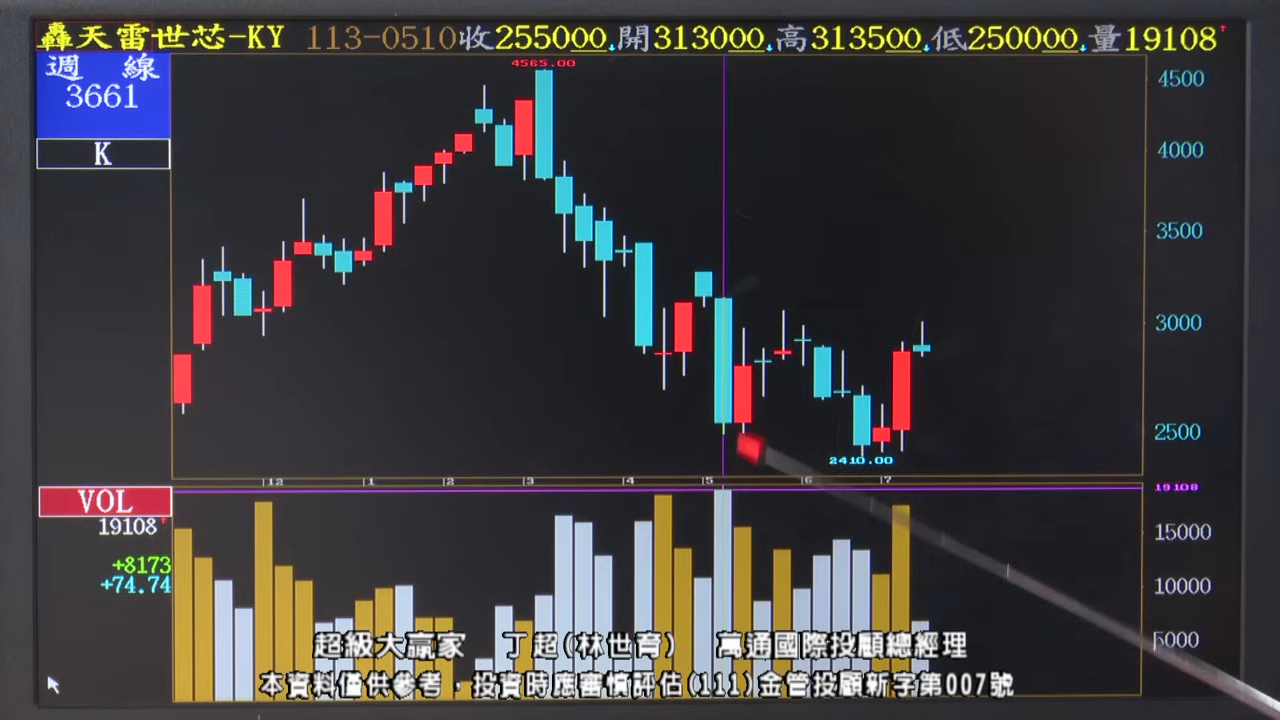 轟天雷世芯-KY 113-0510收255000↓開313000↓高313500↓低250000↓量19108↑
週 線
3661
K
4565.00
4500
4000
3500
3000
2500
2410.00
12 1 2 3 4 5 6 7
VOL
19108↑
+8173
+74.74
19108
15000
10000
5000
超級大贏家 丁超(林世育) 萬通國際投顧總經理
本資料僅供參考，投資時應審慎評估(111)金管投顧新字第007號